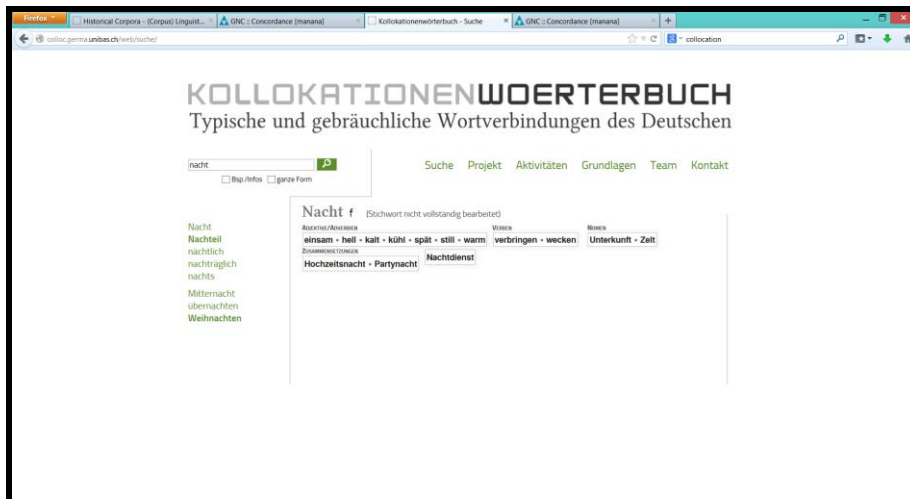 Firefox
Historical Corpora - (Corpus) Linguist...
GNC :: Concordance [manana]
Kollokationenwörterbuch - Suche
GNC :: Concordance [manana]
colloc.germa.unibas.ch/web/suche/
collocation
KOLLOKATIONENWOERTERBUCH
Typische und gebräuchliche Wortverbindungen des Deutschen
nacht
Bsp./Infos ganze Form
Suche Projekt Aktivitäten Grundlagen Team Kontakt
Nacht
Nachteil
nächtlich
nachträglich
nachts
Mitternacht
übernachten
Weihnachten
Nacht f (Stichwort nicht vollständig bearbeitet)
Adjektive/Adverbien Verben Nomen
einsam • hell • kalt • kühl • spät • still • warm verbringen • wecken Unterkunft • Zelt
Zusammensetzungen
Hochzeitsnacht • Partynacht Nachtdienst